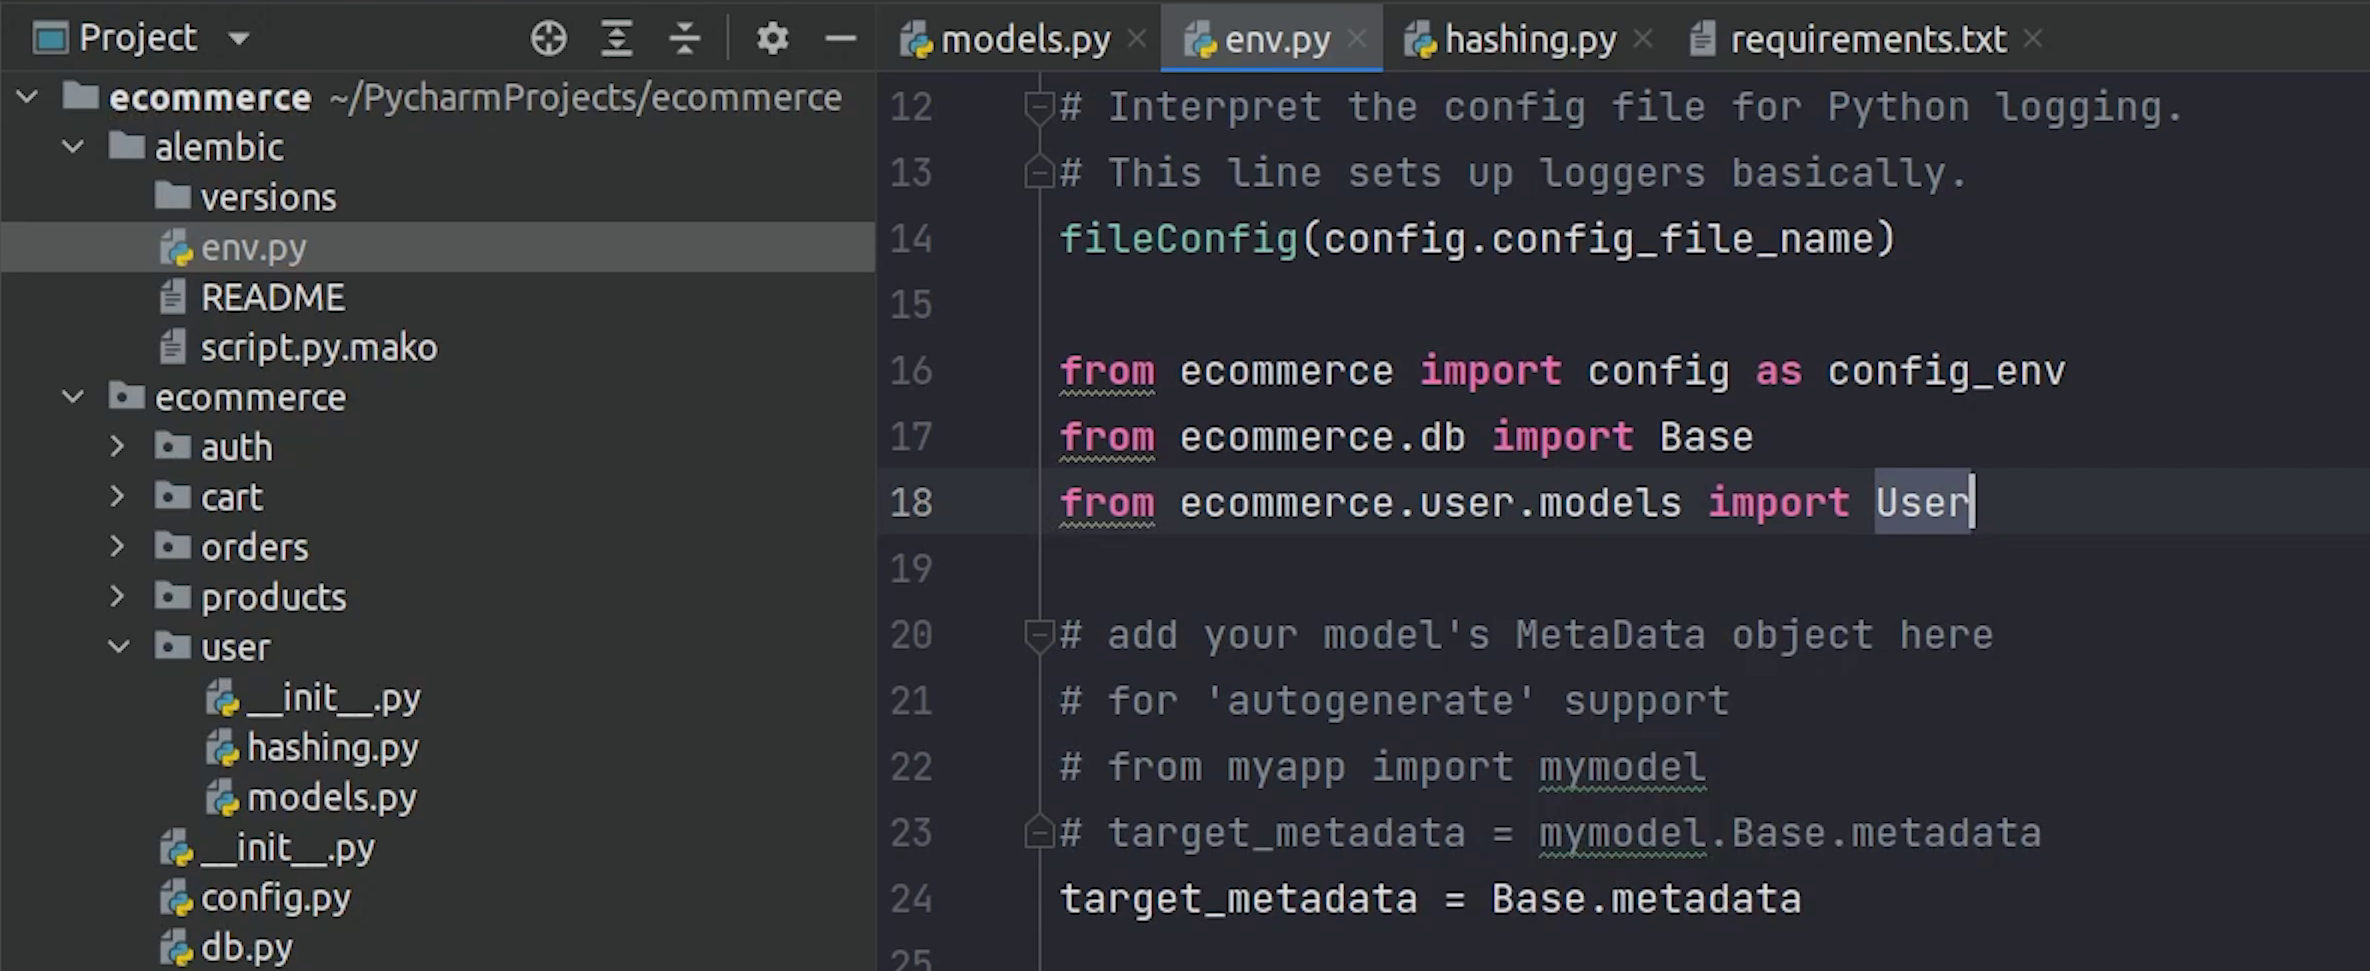 Project
models.py
env.py
hashing.py
requirements.txt
ecommerce ~/PycharmProjects/ecommerce
alembic
versions
env.py
README
script.py.mako
ecommerce
auth
cart
orders
products
user
__init__.py
hashing.py
models.py
__init__.py
config.py
db.py
12 # Interpret the config file for Python logging.
13 # This line sets up loggers basically.
14 fileConfig(config.config_file_name)
15
16 from ecommerce import config as config_env
17 from ecommerce.db import Base
18 from ecommerce.user.models import User
19
20 # add your model's MetaData object here
21 # for 'autogenerate' support
22 # from myapp import mymodel
23 # target_metadata = mymodel.Base.metadata
24 target_metadata = Base.metadata
25